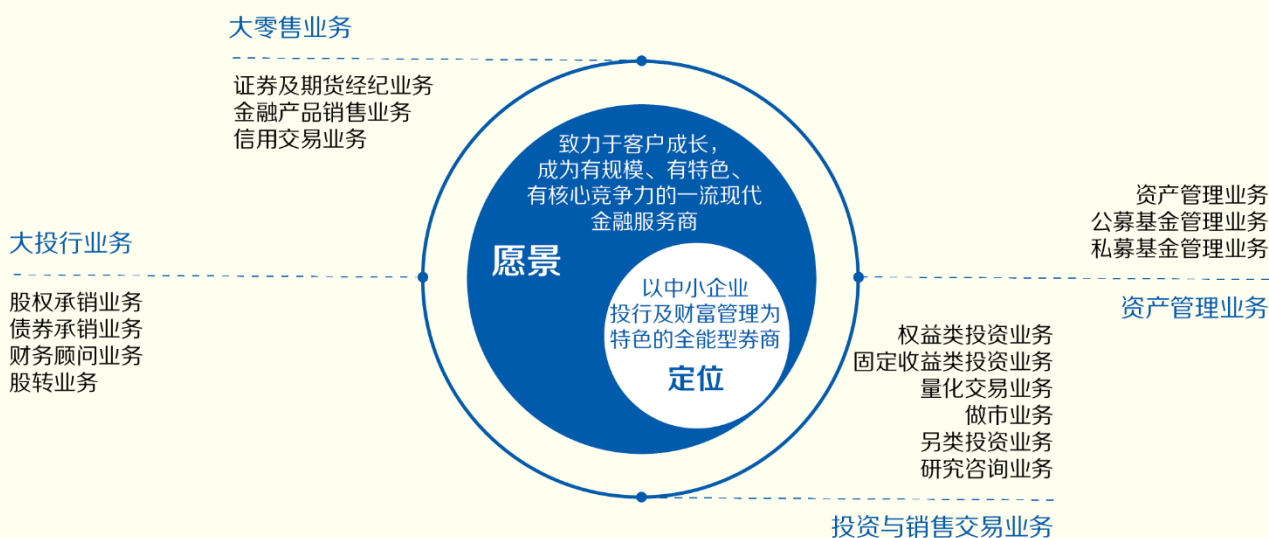 大零售业务
证券及期货经纪业务
金融产品销售业务
信用交易业务
致力于客户成长，
成为有规模、有特色、
有核心竞争力的一流现代
金融服务商
愿景
以中小企业
投行及财富管理为
特色的全能型券商
定位
大投行业务
股权承销业务
债券承销业务
财务顾问业务
股转业务
资产管理业务
公募基金管理业务
私募基金管理业务
资产管理业务
权益类投资业务
固定收益类投资业务
量化交易业务
做市业务
另类投资业务
研究咨询业务
投资与销售交易业务